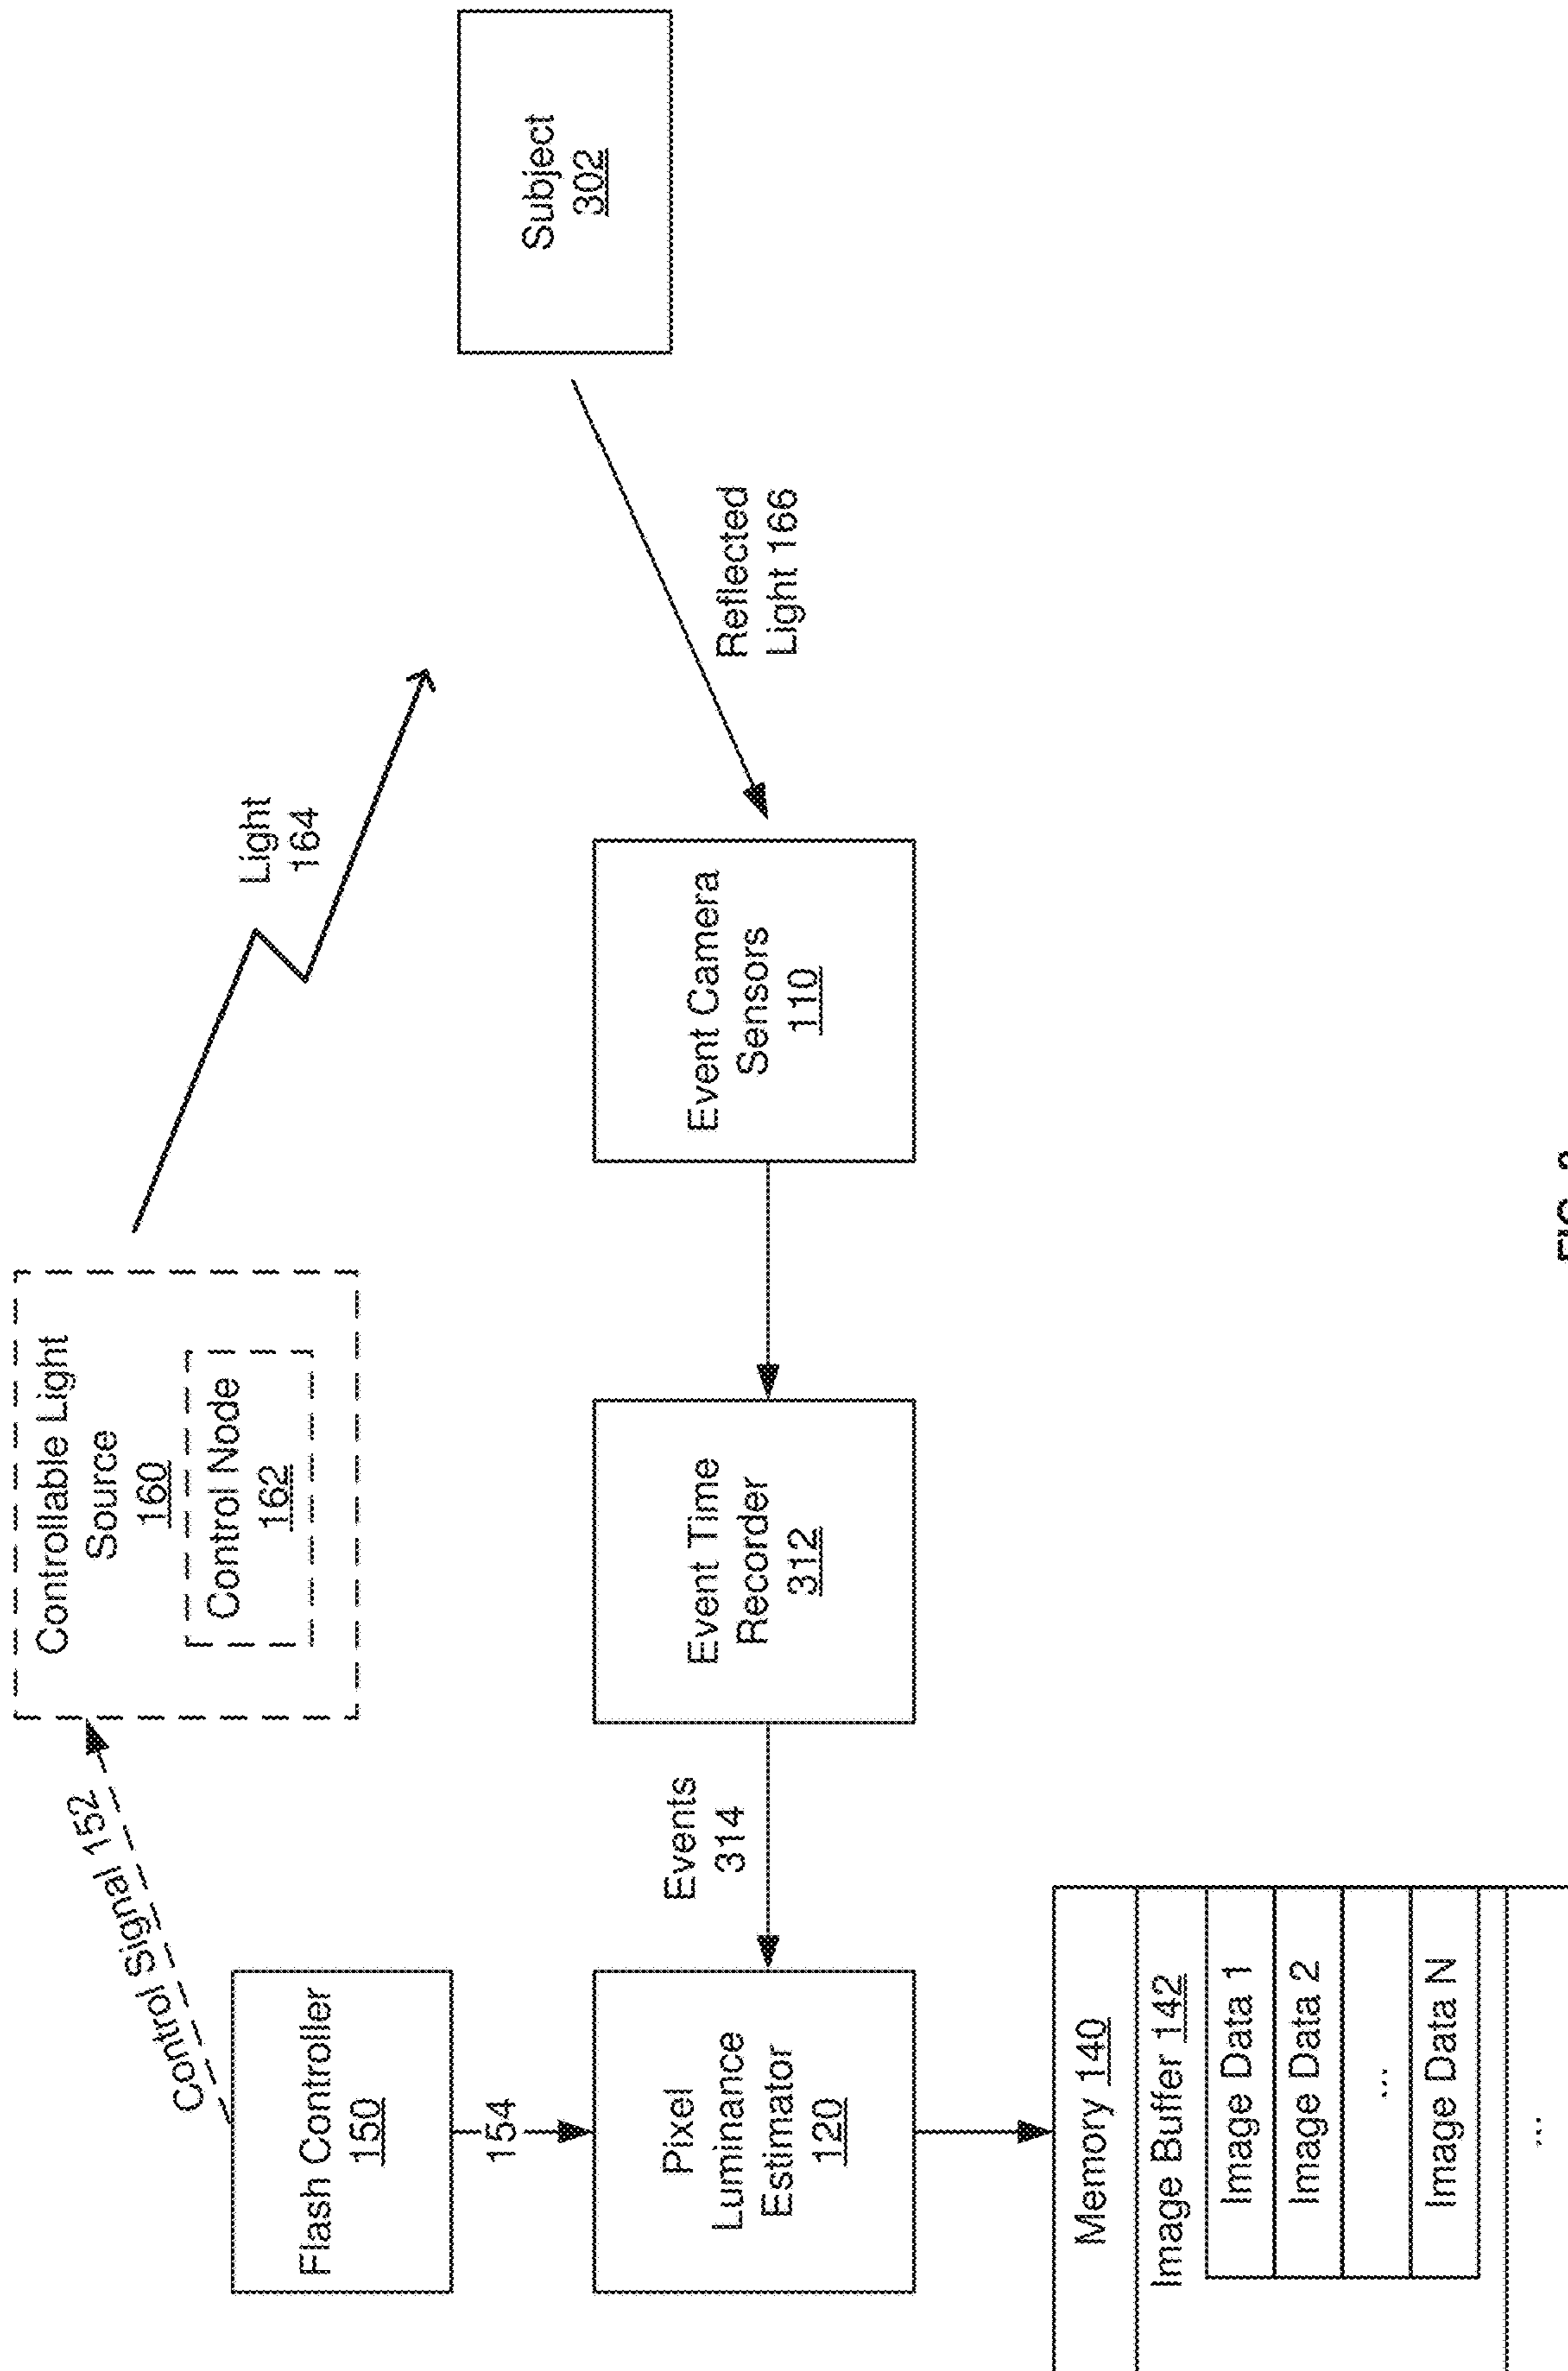 Controllable Light
Source
160
Control Node
162
Control Signal 152
Light
164
Flash Controller
150
154
Subject
302
Reflected
Light 166
Events
314
Pixel
Luminance
Estimator
120
Event Time
Recorder
312
Event Camera
Sensors
110
Memory 140
Image Buffer 142
Image Data 1
Image Data 2
...
Image Data N
...
FIG.